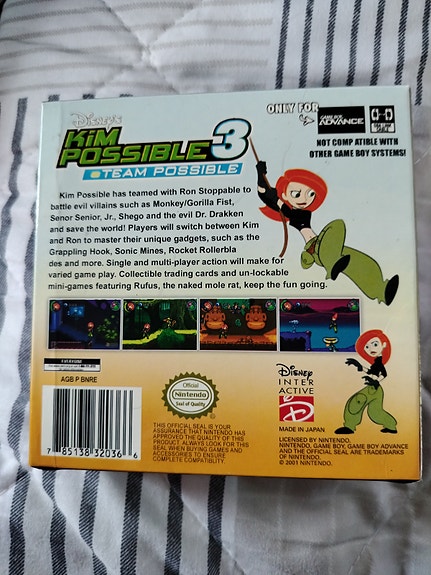 Disney's
KiM
POSSIBLE 3
TEAM POSSIBLE
ONLY FOR
GAME BOY
ADVANCE
NOT COMP ATIBLE WITH
OTHER GAME BOY SYSTEMS!
Kim Possible has teamed with Ron Stoppable to
battle evil villains such as Monkey/Gorilla Fist,
Senor Senior, Jr., Shego and the evil Dr. Drakken
and save the world! Players will switch between Kim
and Ron to master their unique gadgets, such as the
Grappling Hook, Sonic Mines, Rocket Rollerbla
des and more. Single and multi-player action will make for
varied game play. Collectible trading cards and un-lockable
mini-games featuring Rufus, the naked mole rat, keep the fun going.
AGB P BNRE
7 85138 32036 6
Official
Nintendo
Seal of Quality
THIS OFFICIAL SEAL IS YOUR
ASSURANCE THAT NINTENDO HAS
APPROVED THE QUALITY OF THIS
PRODUCT. ALWAYS LOOK FOR THIS
SEAL WHEN BUYING GAMES AND
ACCESSORIES TO ENSURE
COMPLETE COMPATIBILITY.
Disney
INTER
ACTIVE
D
MADE IN JAPAN
LICENSED BY NINTENDO.
NINTENDO, GAME BOY, GAME BOY ADVANCE
AND THE OFFICIAL SEAL ARE TRADEMARKS
OF NINTENDO.
© 2001 NINTENDO.